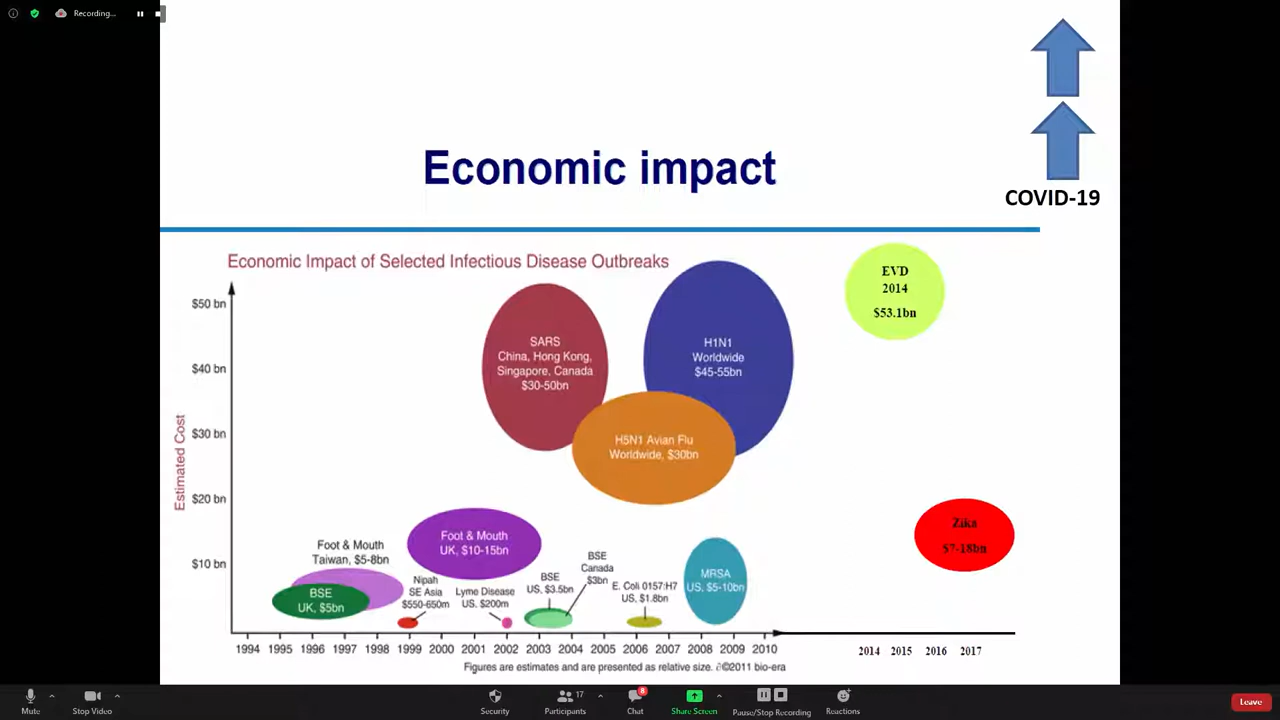 Recording...
COVID-19
Economic impact
Economic Impact of Selected Infectious Disease Outbreaks
Estimated Cost
$50 bn
$40 bn
$30 bn
$20 bn
$10 bn
SARS
China, Hong Kong,
Singapore, Canada
$30-50bn
H1N1
Worldwide
$45-55bn
EVD
2014
$53.1bn
H5N1 Avian Flu
Worldwide, $30bn
Foot & Mouth
UK, $10-15bn
Foot & Mouth
Taiwan, $5-8bn
BSE
UK, $5bn
Nipah
SE Asia
$550-650m
Lyme Disease
US, $200m
BSE
US, $3.5bn
BSE
Canada
$3bn
E. Coli 0157:H7
US, $1.8bn
MRSA
US, $5-10bn
Zika
$7-18bn
1994 1995 1996 1997 1998 1999 2000 2001 2002 2003 2004 2005 2006 2007 2008 2009 2010
2014 2015 2016 2017
Figures are estimates and are presented as relative size. ©2011 bio-era
Mute
Stop Video
Security
Participants
17
Chat
8
Share Screen
Pause/Stop Recording
Reactions
Leave